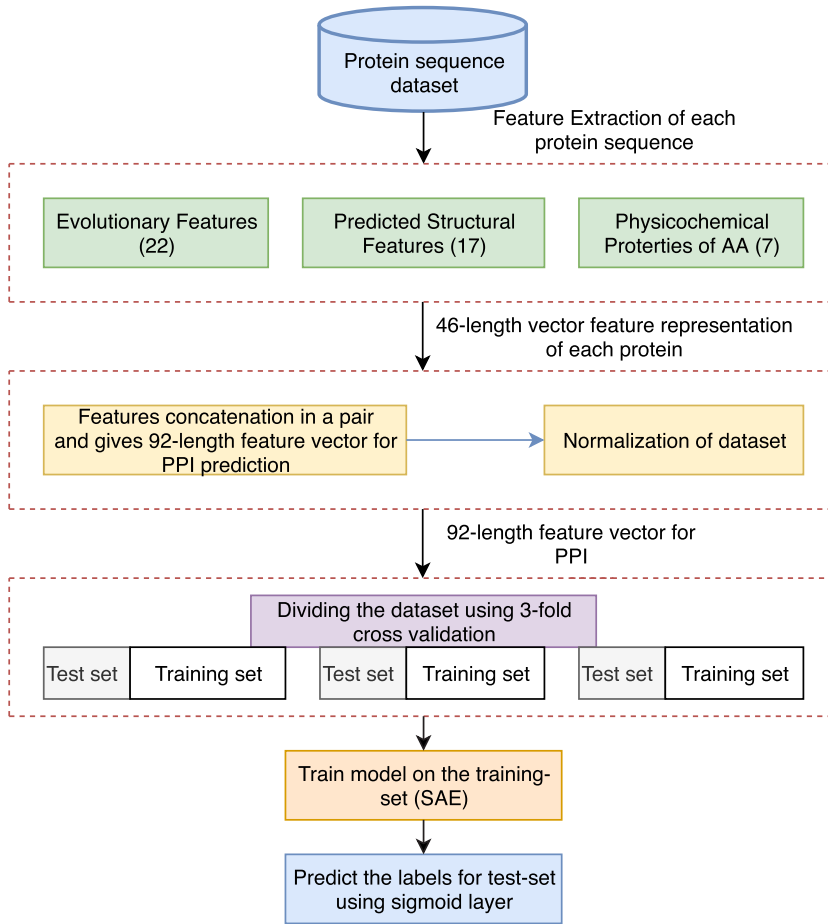 Protein sequence
dataset
Feature Extraction of each
protein sequence
Evolutionary Features
(22)
Predicted Structural
Features (17)
Physicochemical
Proterties of AA (7)
46-length vector feature representation
of each protein
Features concatenation in a pair
and gives 92-length feature vector for
PPI prediction
Normalization of dataset
92-length feature vector for
PPI
Dividing the dataset using 3-fold
cross validation
Test set
Training set
Test set
Training set
Test set
Training set
Train model on the training-
set (SAE)
Predict the labels for test-set
using sigmoid layer